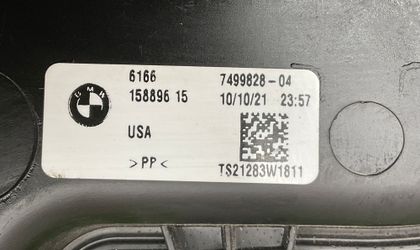 BMW
6166 7499828-04
158896 15 10/10/21 23:57
USA
>PP<
TS21283W1811